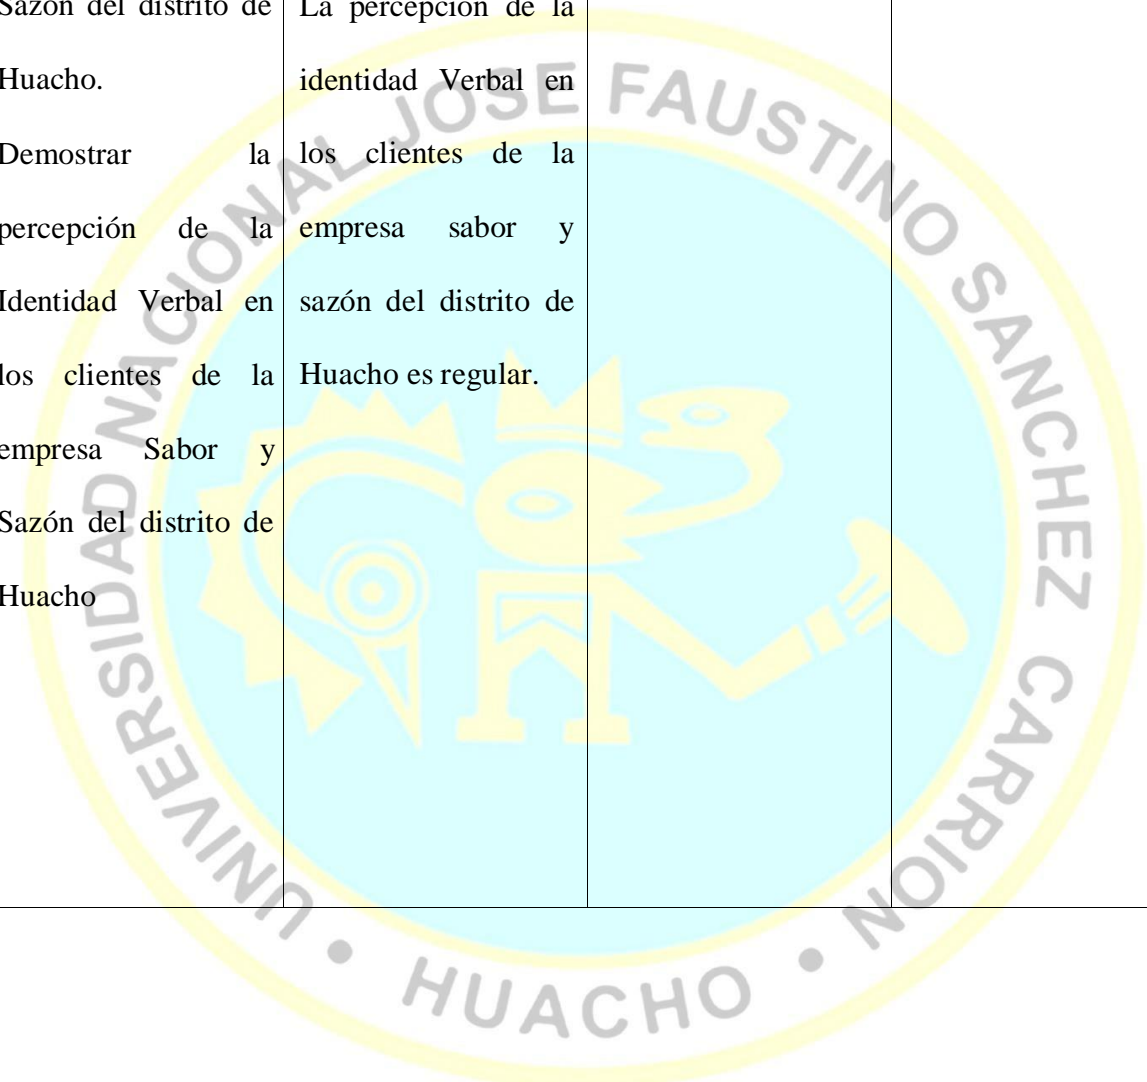 Sazón del distrito de
Huacho.
Demostrar la
percepción de la
Identidad Verbal en
los clientes de la
empresa Sabor y
Sazón del distrito de
Huacho
La percepción de la
identidad Verbal en
los clientes de la
empresa sabor y
sazón del distrito de
Huacho es regular.
UNIVERSIDAD NACIONAL JOSE FAUSTINO SANCHEZ CARRION
• HUACHO •